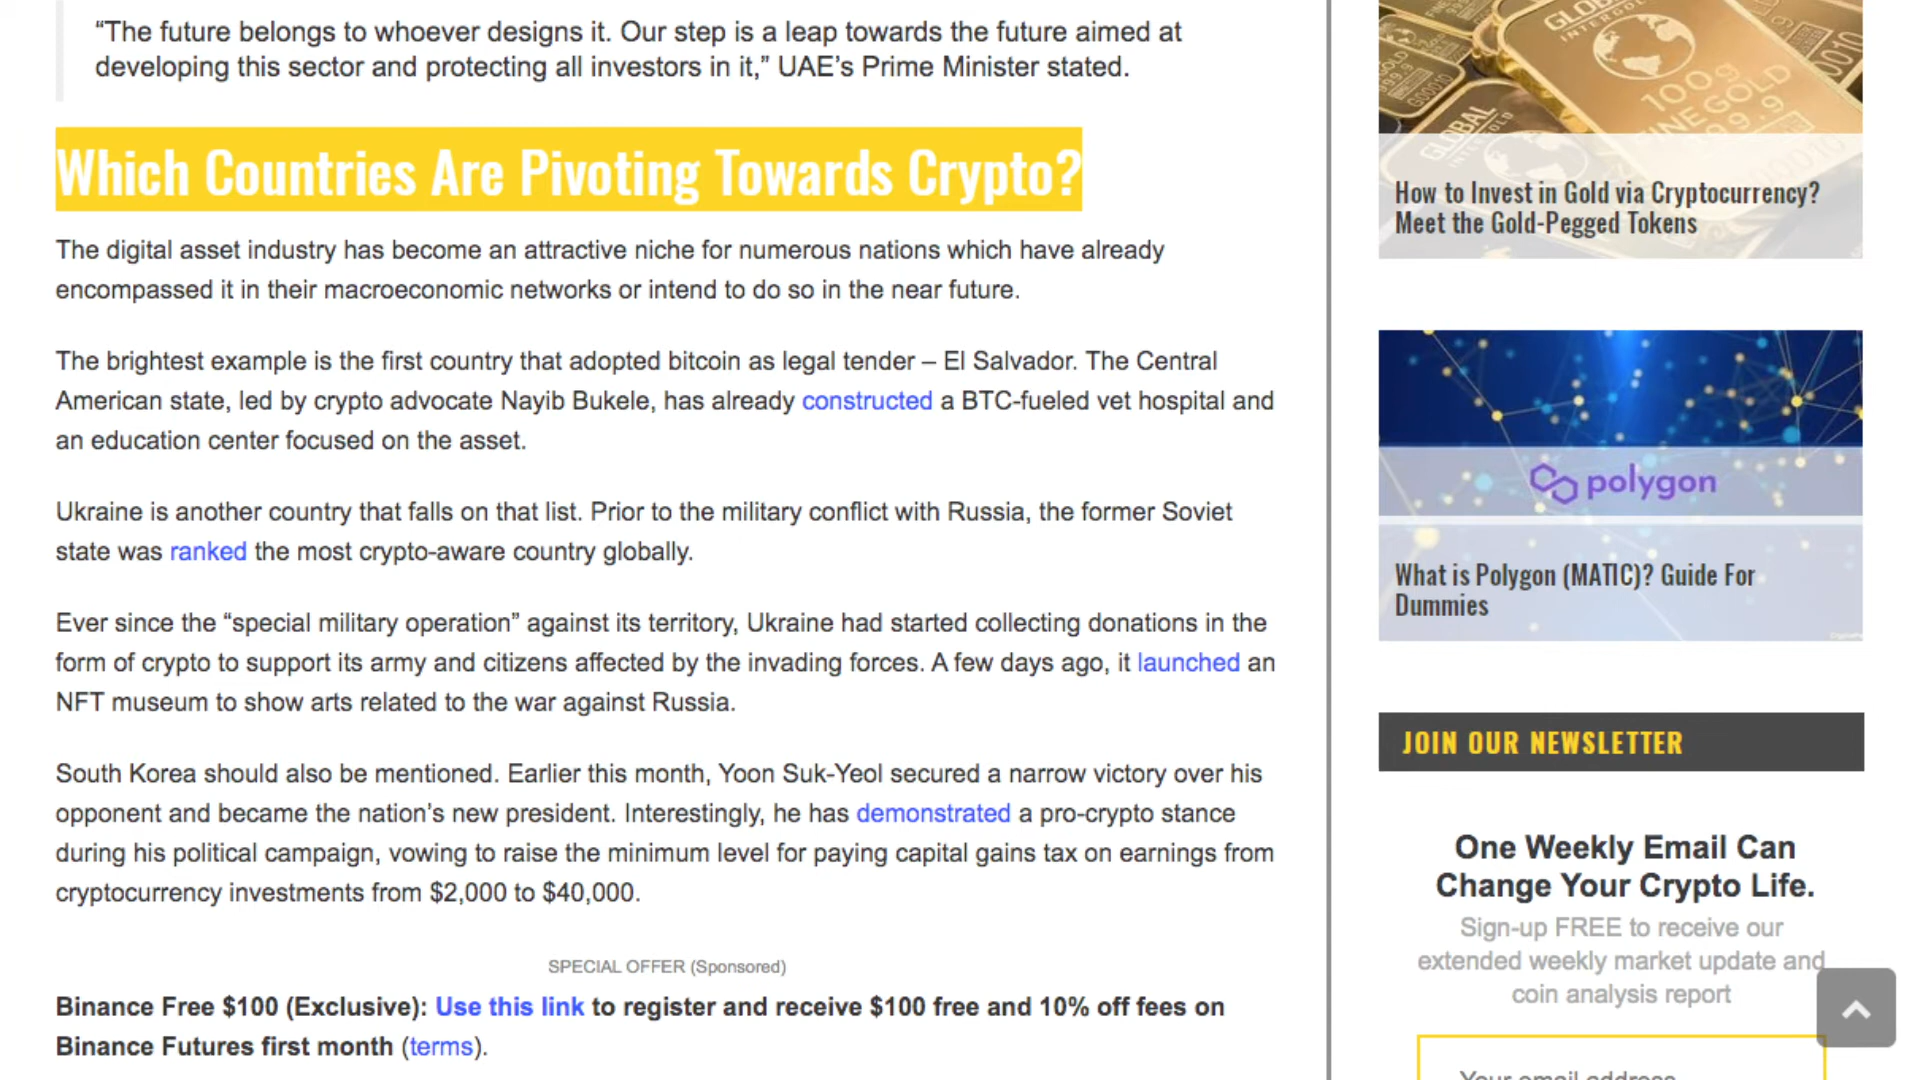 “The future belongs to whoever designs it. Our step is a leap towards the future aimed at
developing this sector and protecting all investors in it,” UAE’s Prime Minister stated.
Which Countries Are Pivoting Towards Crypto?
The digital asset industry has become an attractive niche for numerous nations which have already
encompassed it in their macroeconomic networks or intend to do so in the near future.
The brightest example is the first country that adopted bitcoin as legal tender – El Salvador. The Central
American state, led by crypto advocate Nayib Bukele, has already constructed a BTC-fueled vet hospital and
an education center focused on the asset.
Ukraine is another country that falls on that list. Prior to the military conflict with Russia, the former Soviet
state was ranked the most crypto-aware country globally.
Ever since the “special military operation” against its territory, Ukraine had started collecting donations in the
form of crypto to support its army and citizens affected by the invading forces. A few days ago, it launched an
NFT museum to show arts related to the war against Russia.
South Korea should also be mentioned. Earlier this month, Yoon Suk-Yeol secured a narrow victory over his
opponent and became the nation’s new president. Interestingly, he has demonstrated a pro-crypto stance
during his political campaign, vowing to raise the minimum level for paying capital gains tax on earnings from
cryptocurrency investments from $2,000 to $40,000.
SPECIAL OFFER (Sponsored)
Binance Free $100 (Exclusive): Use this link to register and receive $100 free and 10% off fees on
Binance Futures first month (terms).
GLOBAL
INTERGOLD
100g
FINE GOLD
999.9
GLOBAL
How to Invest in Gold via Cryptocurrency?
Meet the Gold-Pegged Tokens
polygon
What is Polygon (MATIC)? Guide For
Dummies
JOIN OUR NEWSLETTER
One Weekly Email Can
Change Your Crypto Life.
Sign-up FREE to receive our
extended weekly market update and
coin analysis report
Your email address